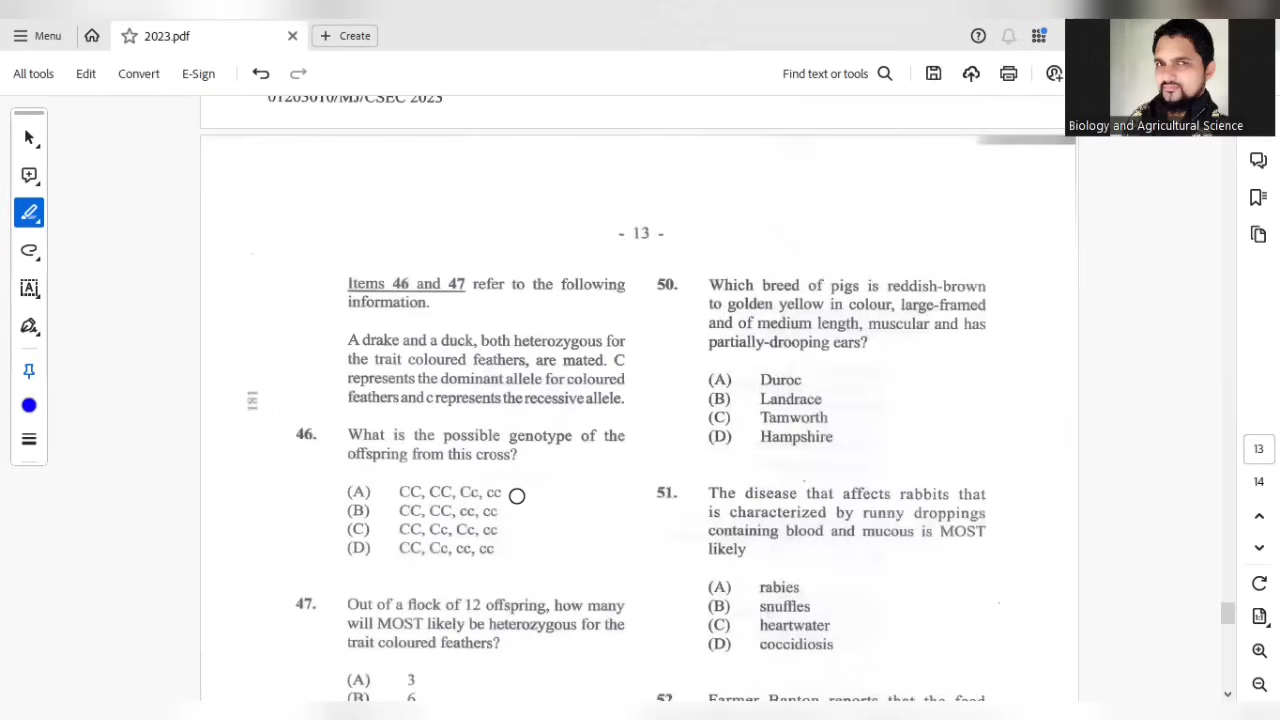 Menu
2023.pdf
Create
All tools
Edit
Convert
E-Sign
Find text or tools
Biology and Agricultural Science
01203010/MJ/CSEC 2023
- 13 -
181
Items 46 and 47 refer to the following
information.
A drake and a duck, both heterozygous for
the trait coloured feathers, are mated. C
represents the dominant allele for coloured
feathers and c represents the recessive allele.
46. What is the possible genotype of the
offspring from this cross?
(A) CC, CC, Cc, cc
(B) CC, CC, cc, cc
(C) CC, Cc, Cc, cc
(D) CC, Cc, cc, cc
47. Out of a flock of 12 offspring, how many
will MOST likely be heterozygous for the
trait coloured feathers?
(A) 3
(B) 6
50. Which breed of pigs is reddish-brown
to golden yellow in colour, large-framed
and of medium length, muscular and has
partially-drooping ears?
(A) Duroc
(B) Landrace
(C) Tamworth
(D) Hampshire
51. The disease that affects rabbits that
is characterized by runny droppings
containing blood and mucous is MOST
likely
(A) rabies
(B) snuffles
(C) heartwater
(D) coccidiosis
52. Farmer Banton reports that the food
13
14